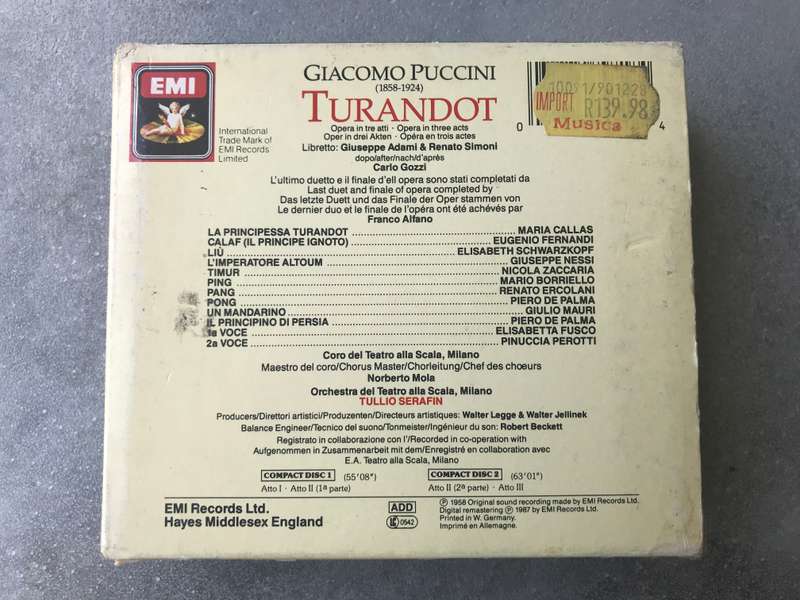 EMI
International
Trade Mark of
EMI Records
Limited
GIACOMO PUCCINI
(1858-1924)
TURANDOT
Opera in tre atti · Opera in three acts
Oper in drei Akten · Opéra en trois actes
Libretto: Giuseppe Adami & Renato Simoni
dopo/after/nach/d'après
Carlo Gozzi
L'ultimo duetto e il finale d'ell opera sono stati completati da
Last duet and finale of opera completed by
Das letzte Duett und das Finale der Oper stammen von
Le dernier duo et le finale de l'opéra ont été achévés par
Franco Alfano
10091/901228
IMPORT R139.98
Musica
0 4
LA PRINCIPESSA TURANDOT MARIA CALLAS
CALAF (IL PRINCIPE IGNOTO) EUGENIO FERNANDI
LIÙ ELISABETH SCHWARZKOPF
L'IMPERATORE ALTOUM GIUSEPPE NESSI
TIMUR NICOLA ZACCARIA
PING MARIO BORRIELLO
PANG RENATO ERCOLANI
PONG PIERO DE PALMA
UN MANDARINO GIULIO MAURI
IL PRINCIPINO DI PERSIA PIERO DE PALMA
1a VOCE ELISABETTA FUSCO
2a VOCE PINUCCIA PEROTTI
Coro del Teatro alla Scala, Milano
Maestro del coro/Chorus Master/Chorleitung/Chef des chœurs
Norberto Mola
Orchestra del Teatro alla Scala, Milano
TULLIO SERAFIN
Producers/Direttori artistici/Produzenten/Directeurs artistiques: Walter Legge & Walter Jellinek
Balance Engineer/Tecnico del suono/Tonmeister/Ingénieur du son: Robert Beckett
Registrato in collaborazione con l'/Recorded in co-operation with
Aufgenommen in Zusammenarbeit mit dem/Enregistré en collaboration avec
E.A. Teatro alla Scala, Milano
COMPACT DISC 1 (55'08")
Atto I · Atto II (1ª parte)
COMPACT DISC 2 (63'01")
Atto II (2ª parte) · Atto III
EMI Records Ltd.
Hayes Middlesex England
ADD
LC 0542
℗ 1958 Original sound recording made by EMI Records Ltd.
Digital remastering ℗ 1987 by EMI Records Ltd.
Printed in W. Germany.
Imprimé en Allemagne.